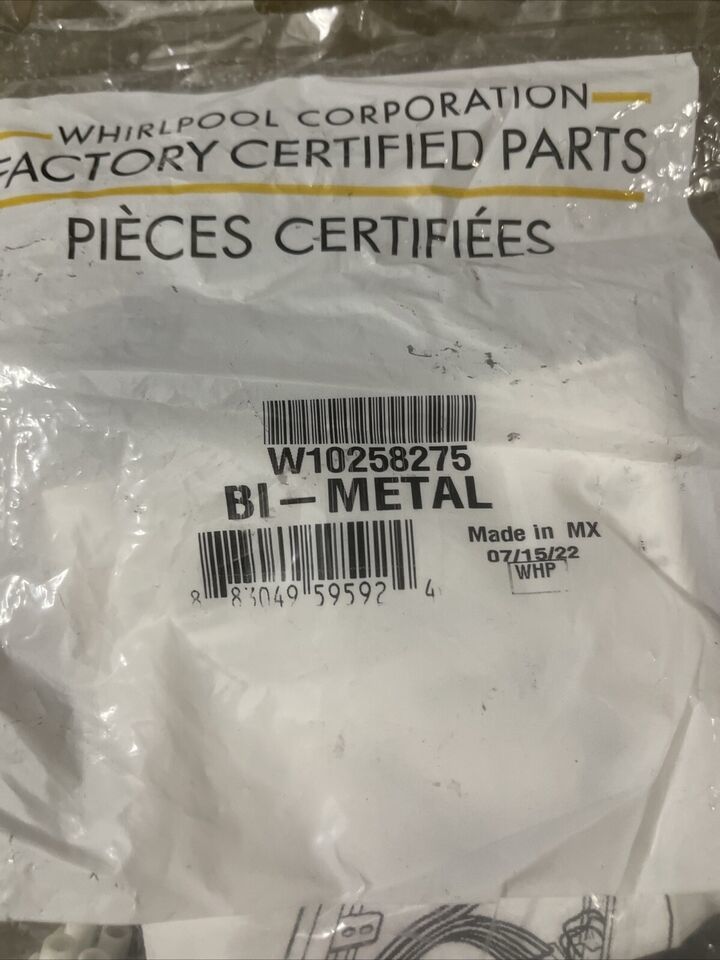 WHIRLPOOL CORPORATION
FACTORY CERTIFIED PARTS
PIÈCES CERTIFIÉES
W10258275
BI-METAL
Made in MX
07/15/22
WHP
8 83049 59592 4